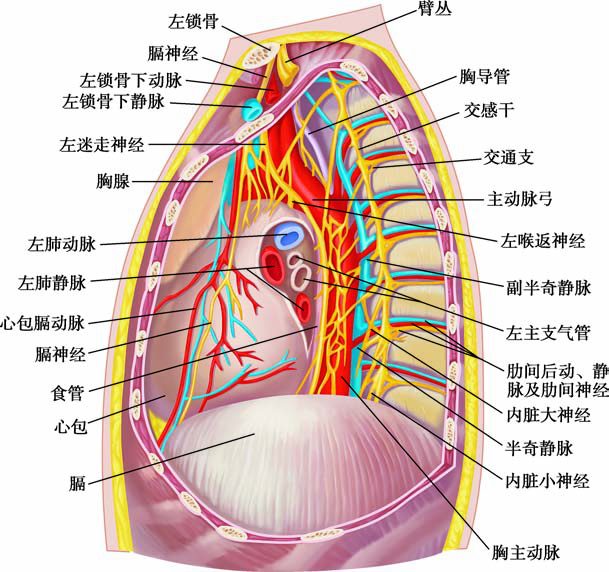 左锁骨
膈神经
左锁骨下动脉
左锁骨下静脉
左迷走神经
胸腺
左肺动脉
左肺静脉
心包膈动脉
膈神经
食管
心包
膈
臂丛
胸导管
交感干
交通支
主动脉弓
左喉返神经
副半奇静脉
左主支气管
肋间后动、静
脉及肋间神经
内脏大神经
半奇静脉
内脏小神经
胸主动脉